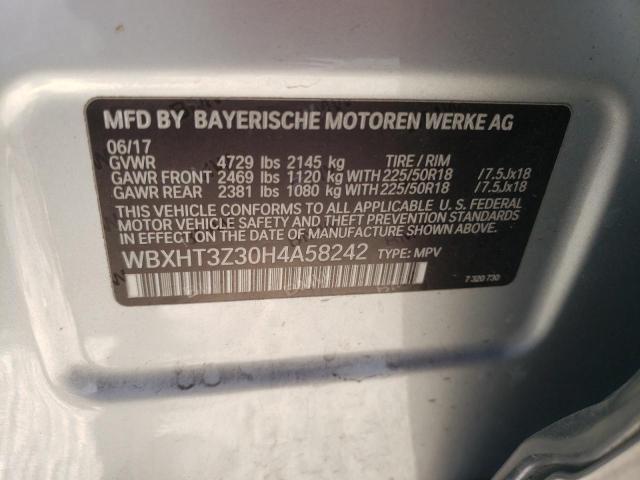 MFD BY BAYERISCHE MOTOREN WERKE AG
06/17
GVWR 4729 lbs 2145 kg TIRE / RIM
GAWR FRONT 2469 lbs 1120 kg WITH 225/50R18 /7.5Jx18
GAWR REAR 2381 lbs 1080 kg WITH 225/50R18 /7.5Jx18
THIS VEHICLE CONFORMS TO ALL APPLICABLE U. S. FEDERAL
MOTOR VEHICLE SAFETY AND THEFT PREVENTION STANDARDS
IN EFFECT ON THE DATE OF MANUFACTURE SHOWN ABOVE.
WBXHT3Z30H4A58242 TYPE: MPV
7 320 730